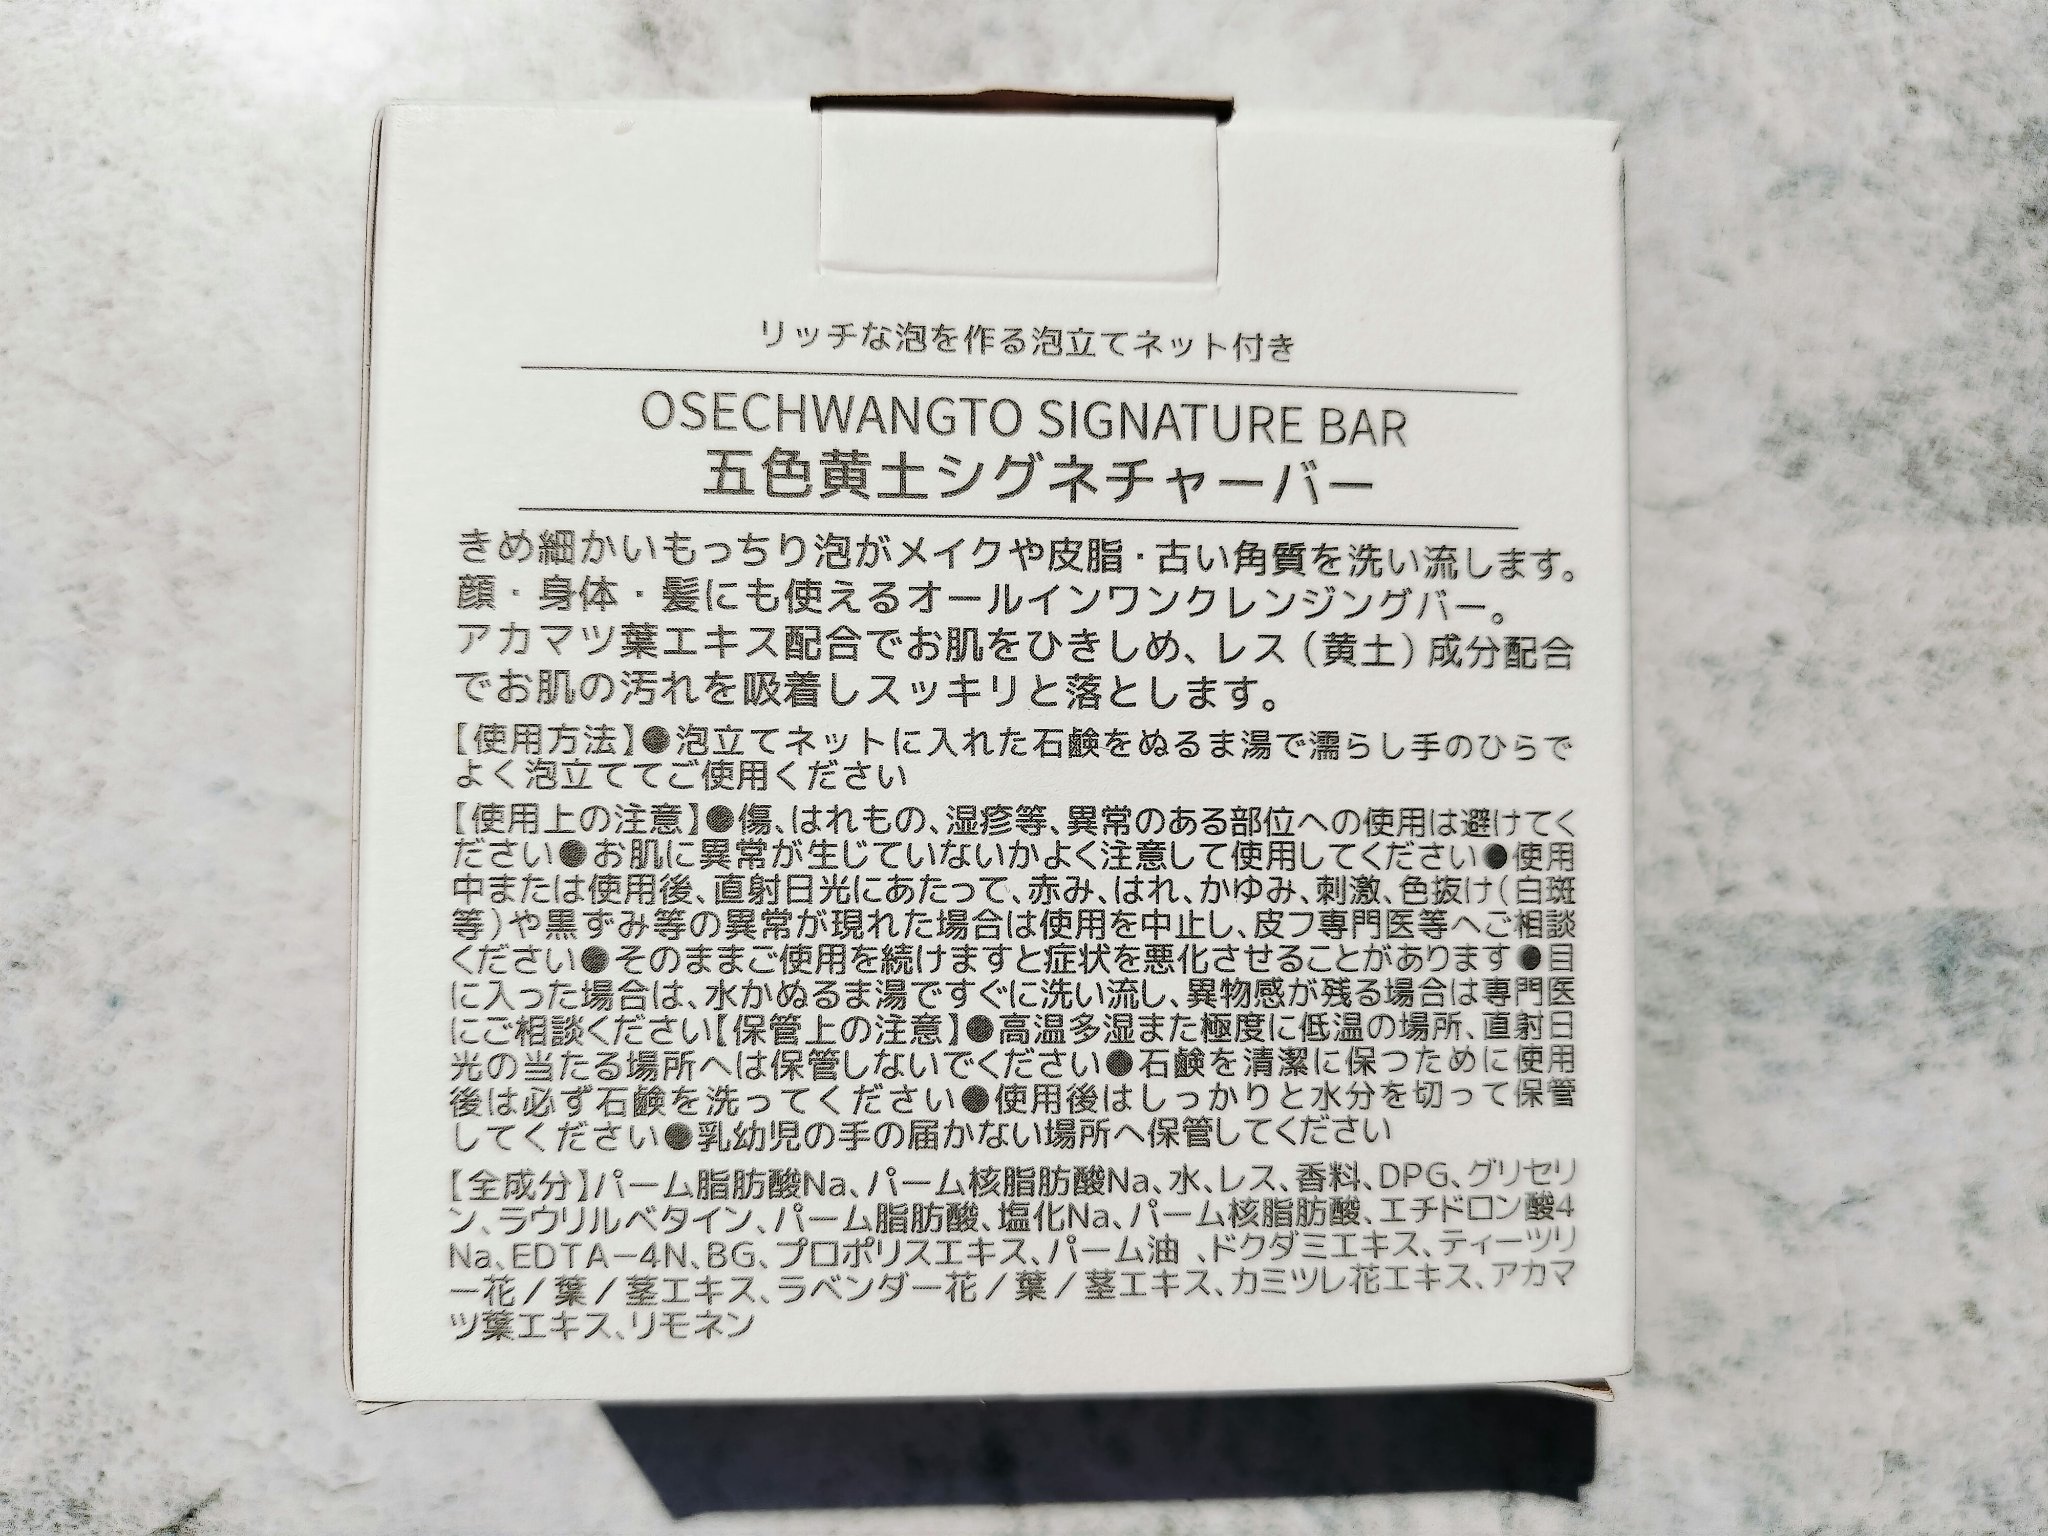 リッチな泡を作る泡立てネット付き
OSECHWANGTO SIGNATURE BAR
五色黄土シグネチャーバー
きめ細かいもっちり泡がメイクや皮脂・古い角質を洗い流します。
顔・身体・髪にも使えるオールインワンクレンジングバー。
アカマツ葉エキス配合でお肌をひきしめ、レス（黄土）成分配合
でお肌の汚れを吸着しスッキリと落とします。
【使用方法】●泡立てネットに入れた石鹸をぬるま湯で濡らし手のひらで
よく泡立ててご使用ください
【使用上の注意】●傷、はれもの、湿疹等、異常のある部位への使用は避けてく
ださい●お肌に異常が生じていないかよく注意して使用してください●使用
中または使用後、直射日光にあたって、赤み、はれ、かゆみ、刺激、色抜け（白斑
等）や黒ずみ等の異常が現れた場合は使用を中止し、皮フ専門医等へご相談
ください●そのままご使用を続けますと症状を悪化させることがあります●目
に入った場合は、水かぬるま湯ですぐに洗い流し、異物感が残る場合は専門医
にご相談ください【保管上の注意】●高温多湿また極度に低温の場所、直射日
光の当たる場所へは保管しないでください●石鹸を清潔に保つために使用
後は必ず石鹸を洗ってください●使用後はしっかりと水分を切って保管
してください●乳幼児の手の届かない場所へ保管してください
【全成分】パーム脂肪酸Na、パーム核脂肪酸Na、水、レス、香料、DPG、グリセリ
ン、ラウリルベタイン、パーム脂肪酸、塩化Na、パーム核脂肪酸、エチドロン酸4
Na、EDTA−4N、BG、プロポリスエキス、パーム油 、ドクダミエキス、ティーツリ
ー花／葉／茎エキス、ラベンダー花／葉／茎エキス、カミツレ花エキス、アカマ
ツ葉エキス、リモネン